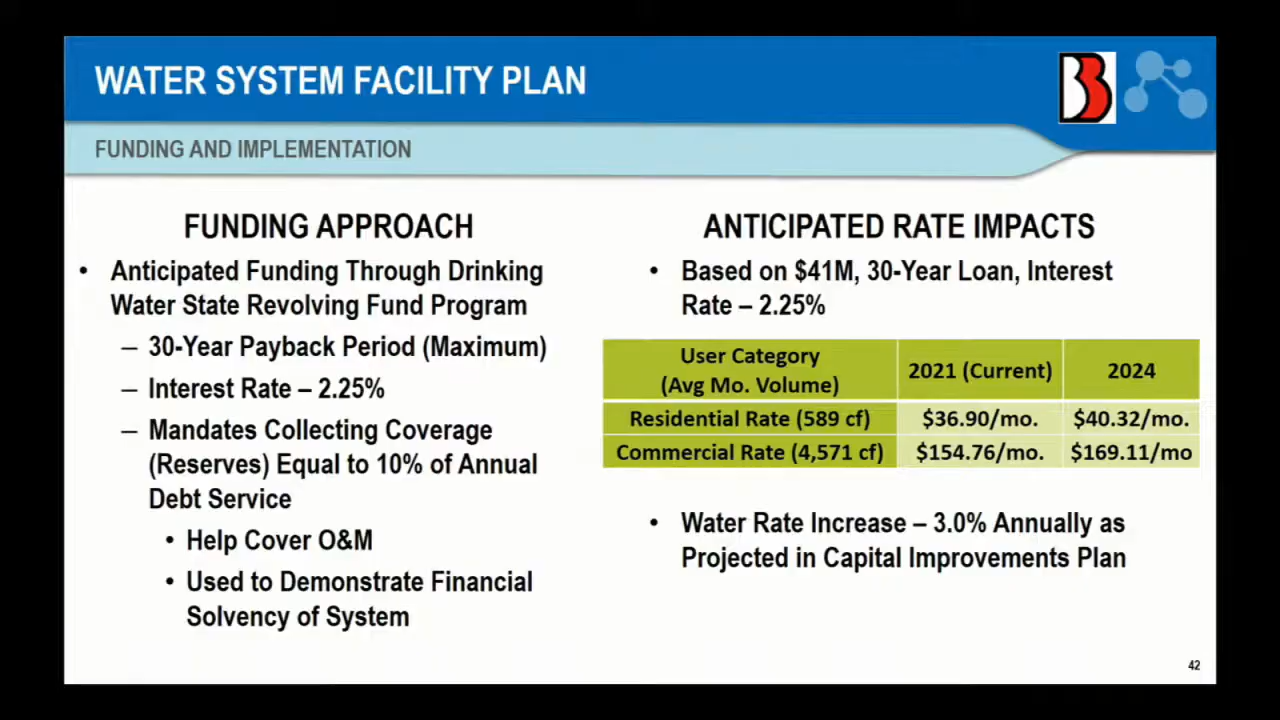 WATER SYSTEM FACILITY PLAN
FUNDING AND IMPLEMENTATION
FUNDING APPROACH
• Anticipated Funding Through Drinking
Water State Revolving Fund Program
– 30-Year Payback Period (Maximum)
– Interest Rate – 2.25%
– Mandates Collecting Coverage
(Reserves) Equal to 10% of Annual
Debt Service
• Help Cover O&M
• Used to Demonstrate Financial
Solvency of System
ANTICIPATED RATE IMPACTS
• Based on $41M, 30-Year Loan, Interest
Rate – 2.25%
User Category
(Avg Mo. Volume) 2021 (Current) 2024
Residential Rate (589 cf) $36.90/mo. $40.32/mo.
Commercial Rate (4,571 cf) $154.76/mo. $169.11/mo
• Water Rate Increase – 3.0% Annually as
Projected in Capital Improvements Plan
42